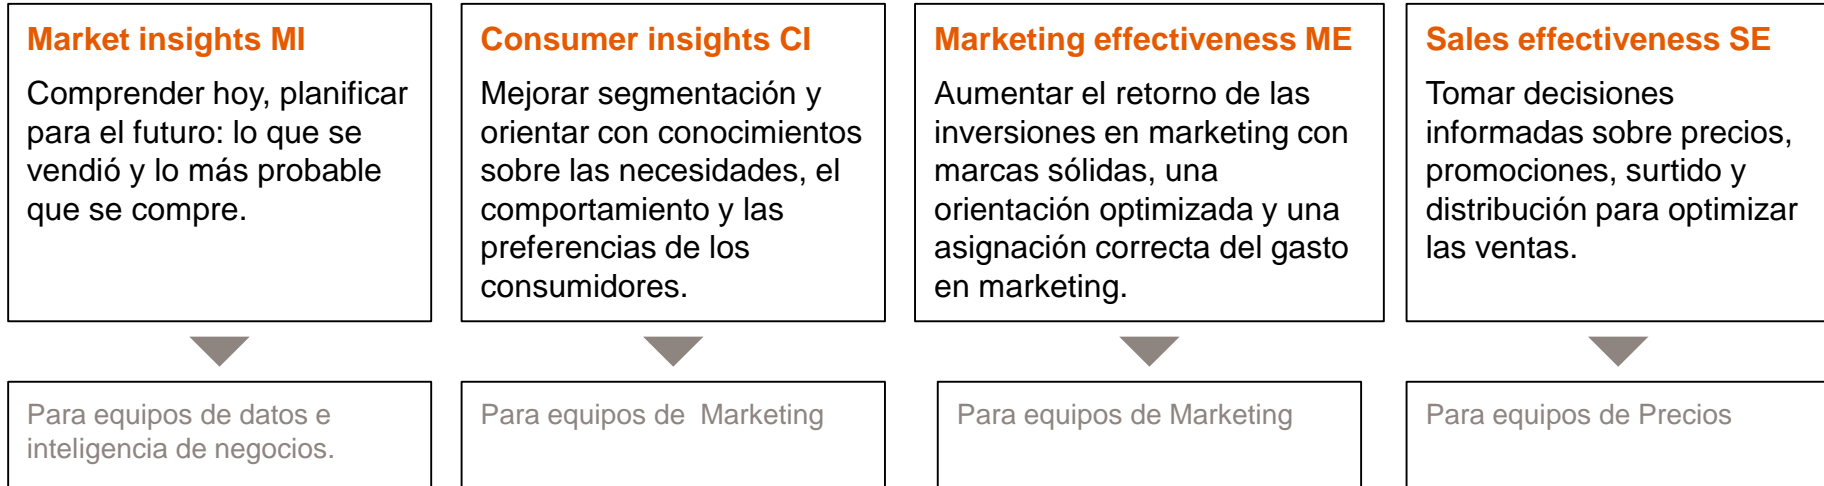 Market insights MI
Comprender hoy, planificar
para el futuro: lo que se
vendió y lo más probable
que se compre.
Consumer insights CI
Mejorar segmentación y
orientar con conocimientos
sobre las necesidades, el
comportamiento y las
preferencias de los
consumidores.
Marketing effectiveness ME
Aumentar el retorno de las
inversiones en marketing con
marcas sólidas, una
orientación optimizada y una
asignación correcta del gasto
en marketing.
Sales effectiveness SE
Tomar decisiones
informadas sobre precios,
promociones, surtido y
distribución para optimizar
las ventas.
Para equipos de datos e
inteligencia de negocios.
Para equipos de  Marketing
Para equipos de Marketing
Para equipos de Precios